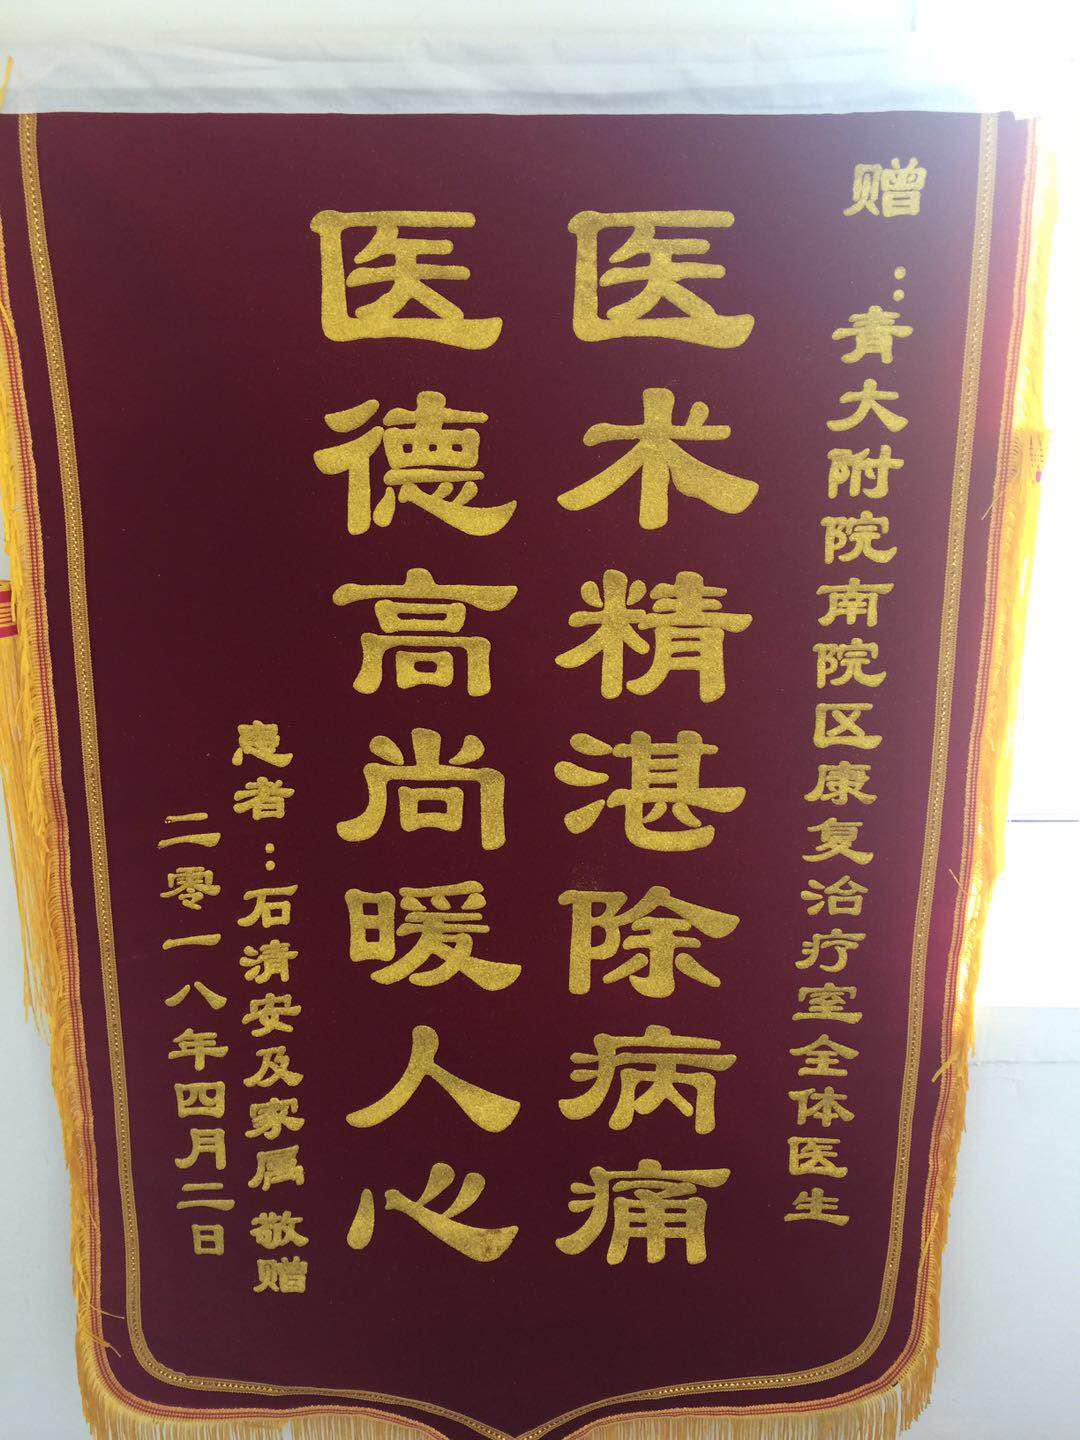 赠：青大附院南院区康复治疗室全体医生
医术精湛除病痛
医德高尚暖人心
患者：石清安及家属 敬赠
二零一八年四月二日